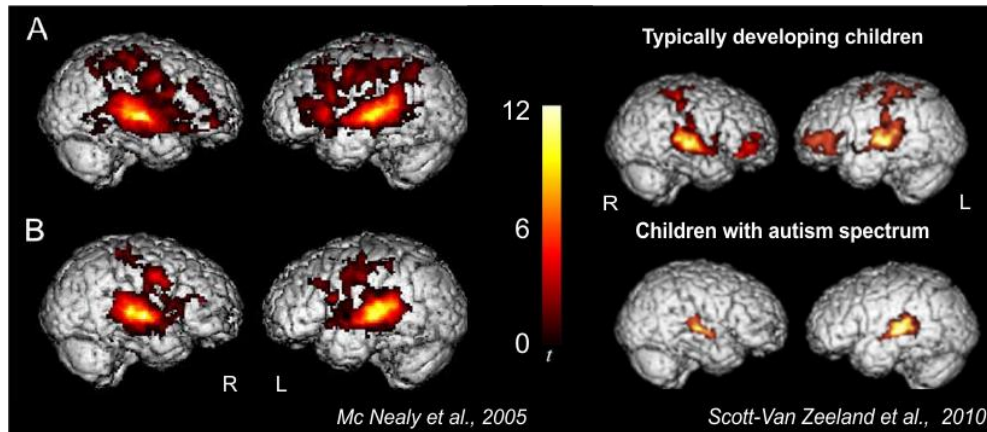 A
Typically developing children
12
R
L
B
6
Children with autism spectrum
0
t
R L
Mc Nealy et al., 2005
Scott-Van Zeeland et al., 2010